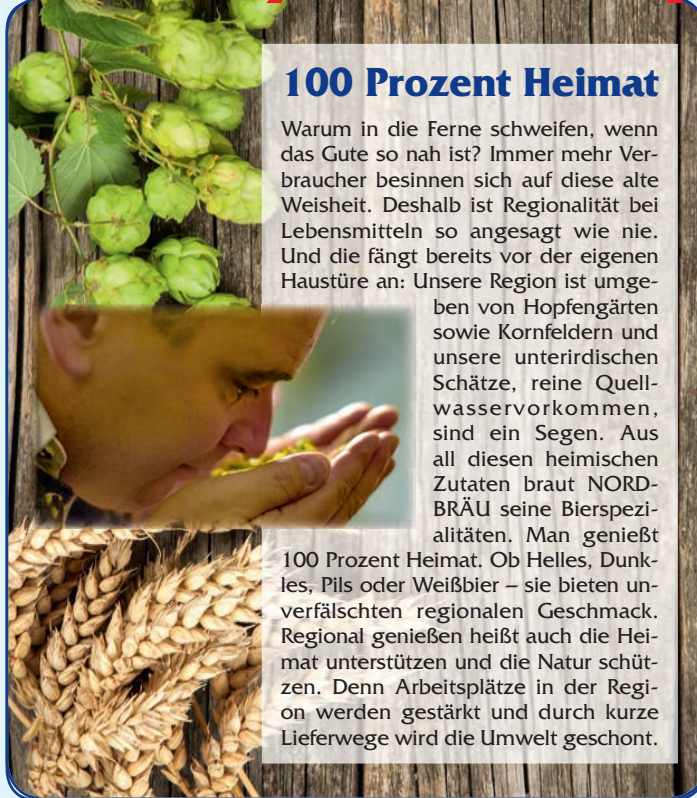 100 Prozent Heimat
Warum in die Ferne schweifen, wenn
das Gute so nah ist? Immer mehr Ver-
braucher besinnen sich auf diese alte
Weisheit. Deshalb ist Regionalität bei
Lebensmitteln so angesagt wie nie.
Und die fängt bereits vor der eigenen
Haustüre an: Unsere Region ist umge-
ben von Hopfengärten
sowie Kornfeldern und
unsere unterirdischen
Schätze, reine Quell-
wasservorkommen,
sind ein Segen. Aus
all diesen heimischen
Zutaten braut NORD-
BRÄU seine Bierspezi-
alitäten. Man genießt
100 Prozent Heimat. Ob Helles, Dunk-
les, Pils oder Weißbier – sie bieten un-
verfälschten regionalen Geschmack.
Regional genießen heißt auch die Hei-
mat unterstützen und die Natur schüt-
zen. Denn Arbeitsplätze in der Regi-
on werden gestärkt und durch kurze
Lieferwege wird die Umwelt geschont.